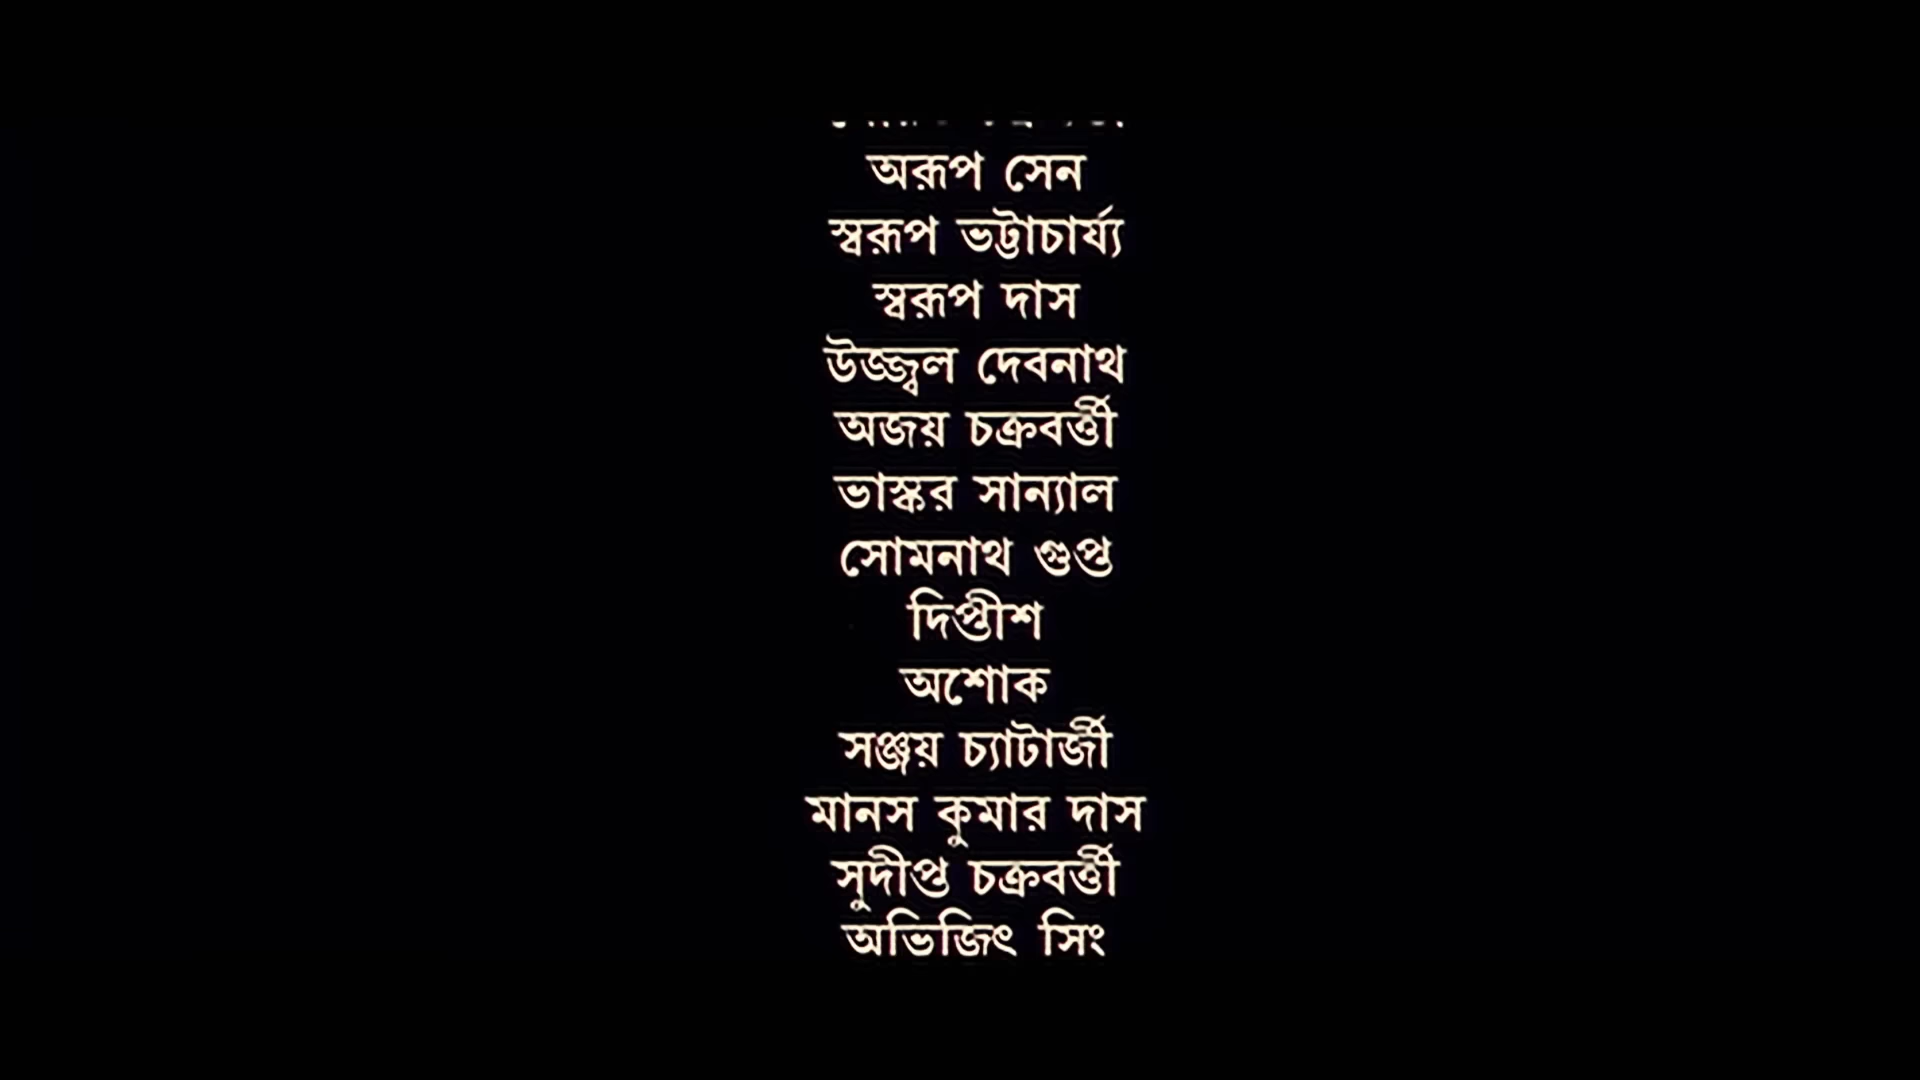 অরূপ সেন
স্বরূপ ভট্টাচার্য্য
স্বরূপ দাস
উজ্জ্বল দেবনাথ
অজয় চক্রবর্ত্তী
ভাস্কর সান্যাল
সোমনাথ গুপ্ত
দিপ্তীশ
অশোক
সঞ্জয় চ্যাটার্জী
মানস কুমার দাস
সুদীপ্ত চক্রবর্ত্তী
অভিজিৎ সিং